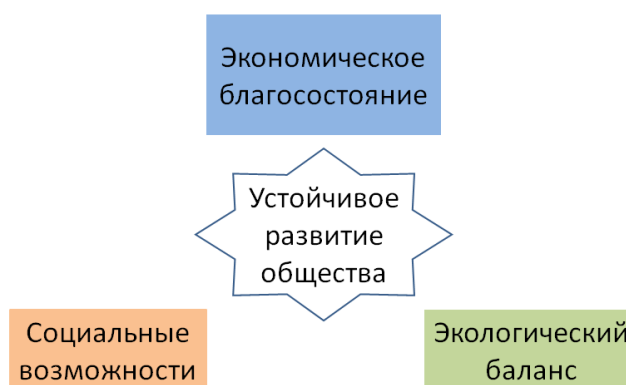 Экономическое
благосостояние
Устойчивое
развитие
общества
Социальные
возможности
Экологический
баланс